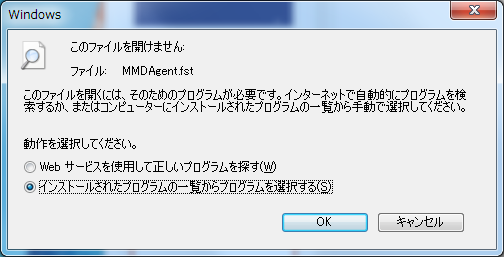 Windows
このファイルを開けません:
ファイル: MMDAgent.fst
このファイルを開くには、そのためのプログラムが必要です。インターネットで自動的にプログラムを検
索するか、またはコンピューターにインストールされたプログラムの一覧から手動で選択してください。
動作を選択してください。
Web サービスを使用して正しいプログラムを探す(W)
インストールされたプログラムの一覧からプログラムを選択する(S)
OK キャンセル